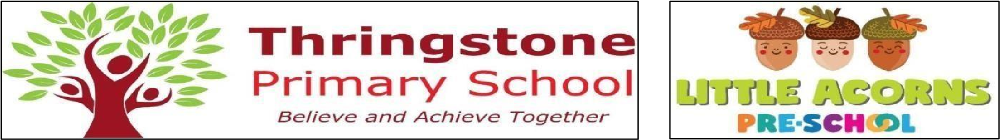 Thringstone
Primary School
Believe and Achieve Together
LITTLE ACORNS
PRE-SCHOOL